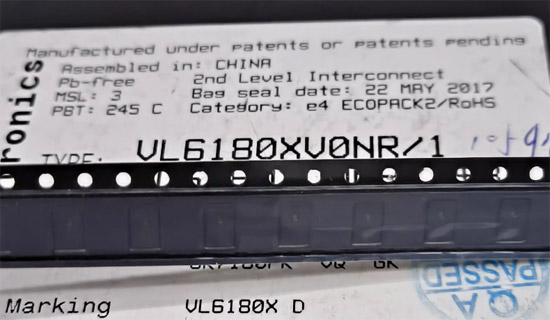 Manufactured under patents or patents pending
Assembled in: CHINA
Pb-free 2nd Level Interconnect
MSL: 3 Bag seal date: 22 MAY 2017
PBT: 245 C Category: e4 ECOPACK2/RoHS
ronics
TYPE: VL6180XV0NR/1
QA
PASSED
Marking VL6180X D